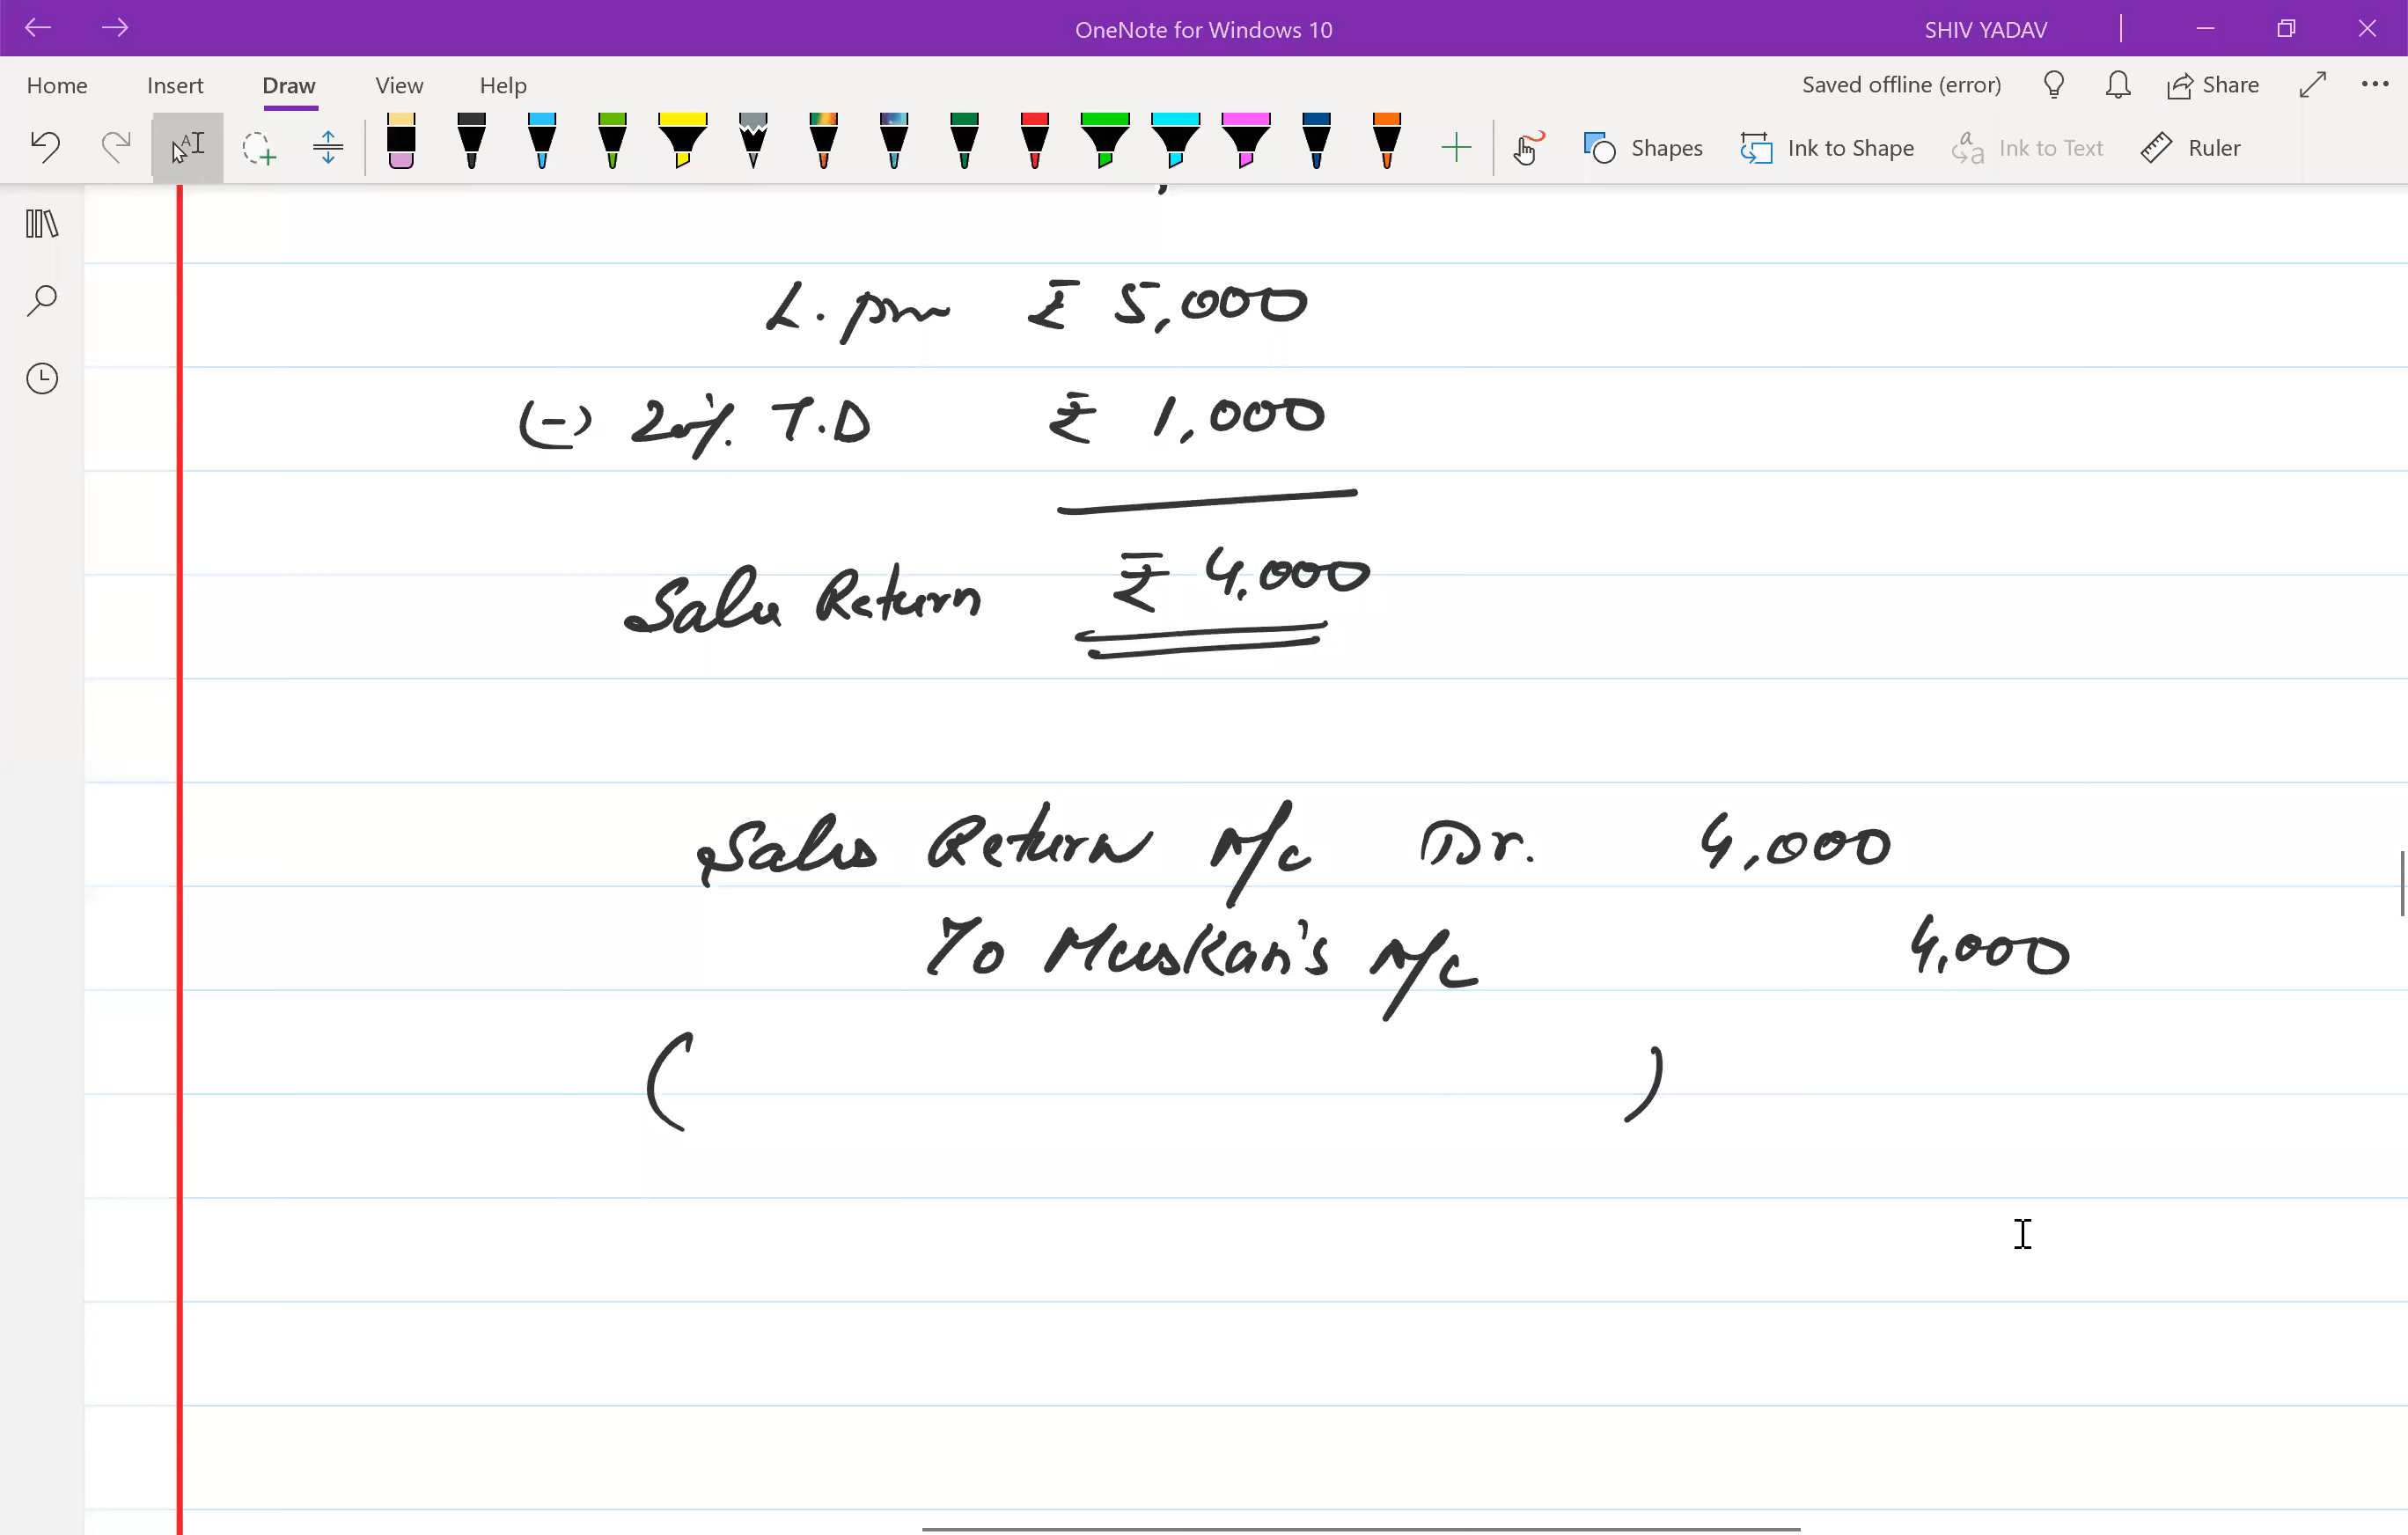 OneNote for Windows 10 SHIV YADAV
Home Insert Draw View Help Saved offline (error) Share
Shapes Ink to Shape Ink to Text Ruler
L. ₹ 5,000
(-) 20% T.D ₹ 1,000
Sales Return ₹ 4,000
Sales Return A/c Dr. 4,000
To Muskan's A/c 4,000
( )